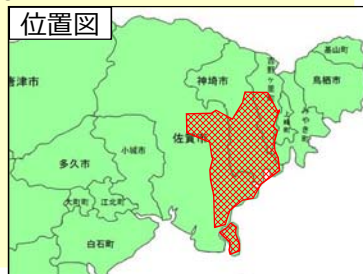 位置図
基山町
吉野ヶ里町
鳥栖市
神埼市
唐津市
上峰町
みやき町
佐賀市
小城市
多久市
大町町
江北町
白石町